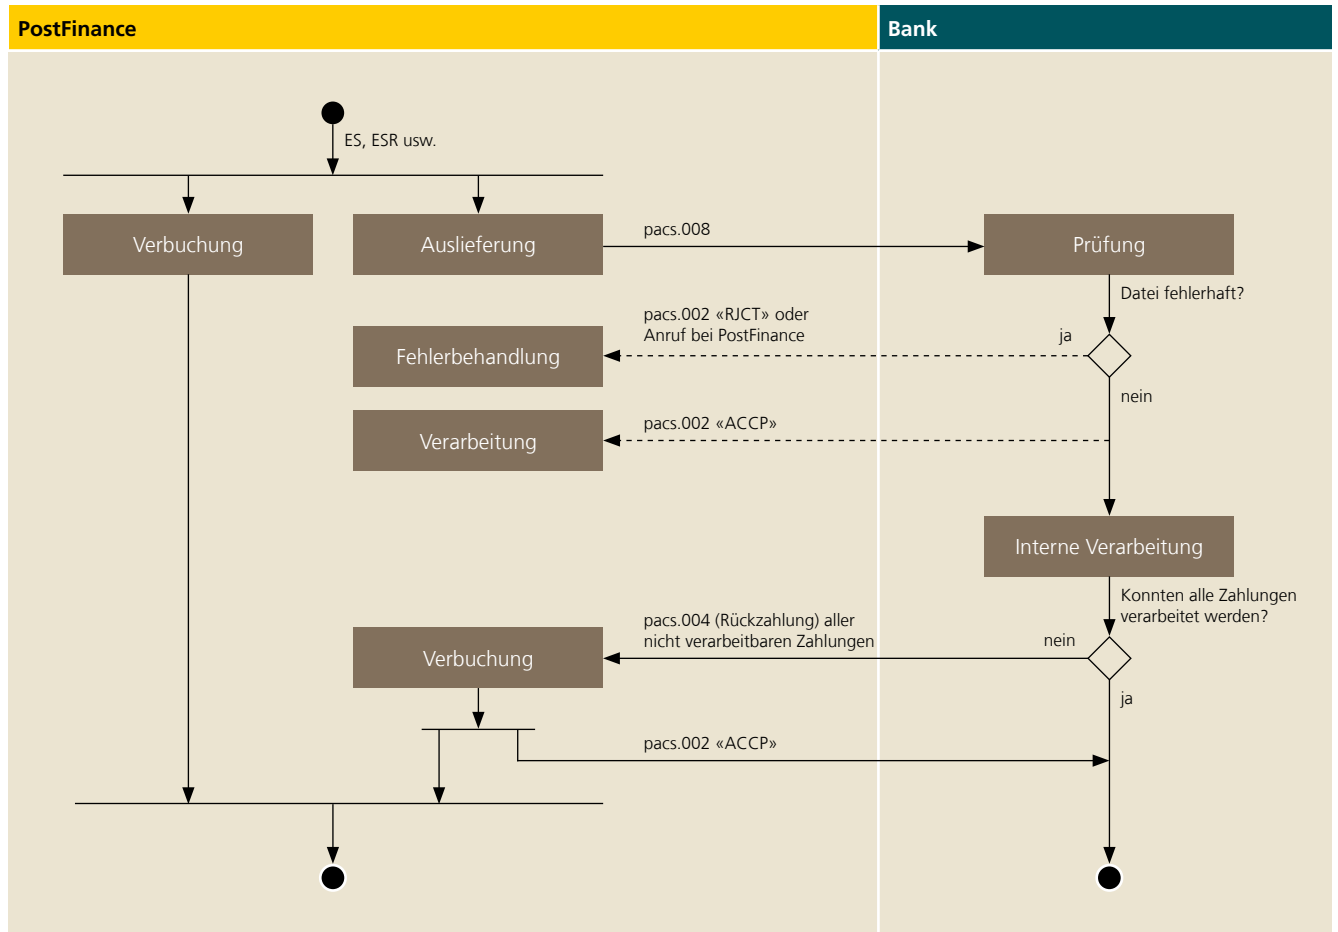 PostFinance
Bank
ES, ESR usw.
Verbuchung
Auslieferung
pacs.008
Prüfung
Datei fehlerhaft?
pacs.002 «RJCT» oder
Anruf bei PostFinance
ja
Fehlerbehandlung
nein
pacs.002 «ACCP»
Verarbeitung
Interne Verarbeitung
Konnten alle Zahlungen
verarbeitet werden?
pacs.004 (Rückzahlung) aller
nicht verarbeitbaren Zahlungen
nein
Verbuchung
ja
pacs.002 «ACCP»